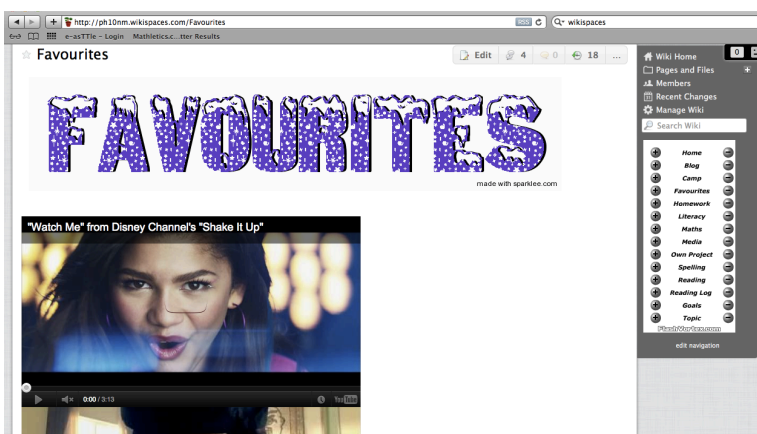 http://ph10nm.wikispaces.com/Favourites
RSS
wikispaces
e-asTTle - Login
Mathletics.c...tter Results
Favourites
Edit
4
0
18
...
FAVOURITES
made with sparklee.com
"Watch Me" from Disney Channel's "Shake It Up"
0:00 / 3:13
YouTube
0
Wiki Home
Pages and Files
Members
Recent Changes
Manage Wiki
Search Wiki
Home
Blog
Camp
Favourites
Homework
Literacy
Maths
Media
Own Project
Spelling
Reading
Reading Log
Goals
Topic
FlashVortex.com
edit navigation